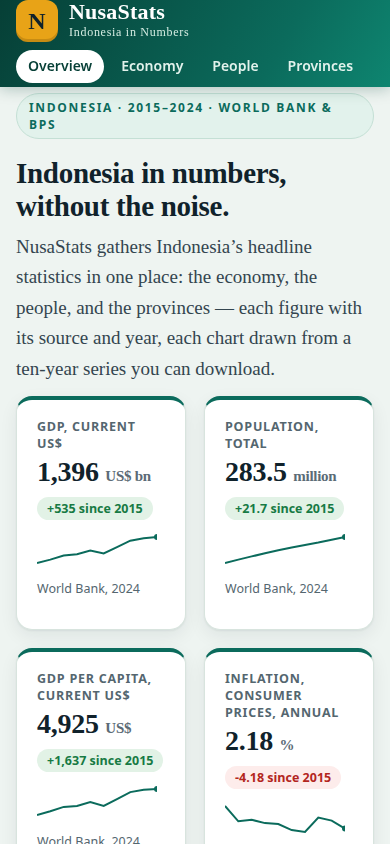 N
NusaStats
Indonesia in Numbers
Overview
Economy
People
Provinces
INDONESIA · 2015–2024 · WORLD BANK &
BPS
Indonesia in numbers,
without the noise.
NusaStats gathers Indonesia’s headline
statistics in one place: the economy, the
people, and the provinces — each figure with
its source and year, each chart drawn from a
ten-year series you can download.
GDP, CURRENT
US$
1,396 US$ bn
+535 since 2015
World Bank, 2024
POPULATION,
TOTAL
283.5 million
+21.7 since 2015
World Bank, 2024
GDP PER CAPITA,
CURRENT US$
4,925 US$
+1,637 since 2015
World Bank, 2024
INFLATION,
CONSUMER
PRICES, ANNUAL
2.18 %
-4.18 since 2015